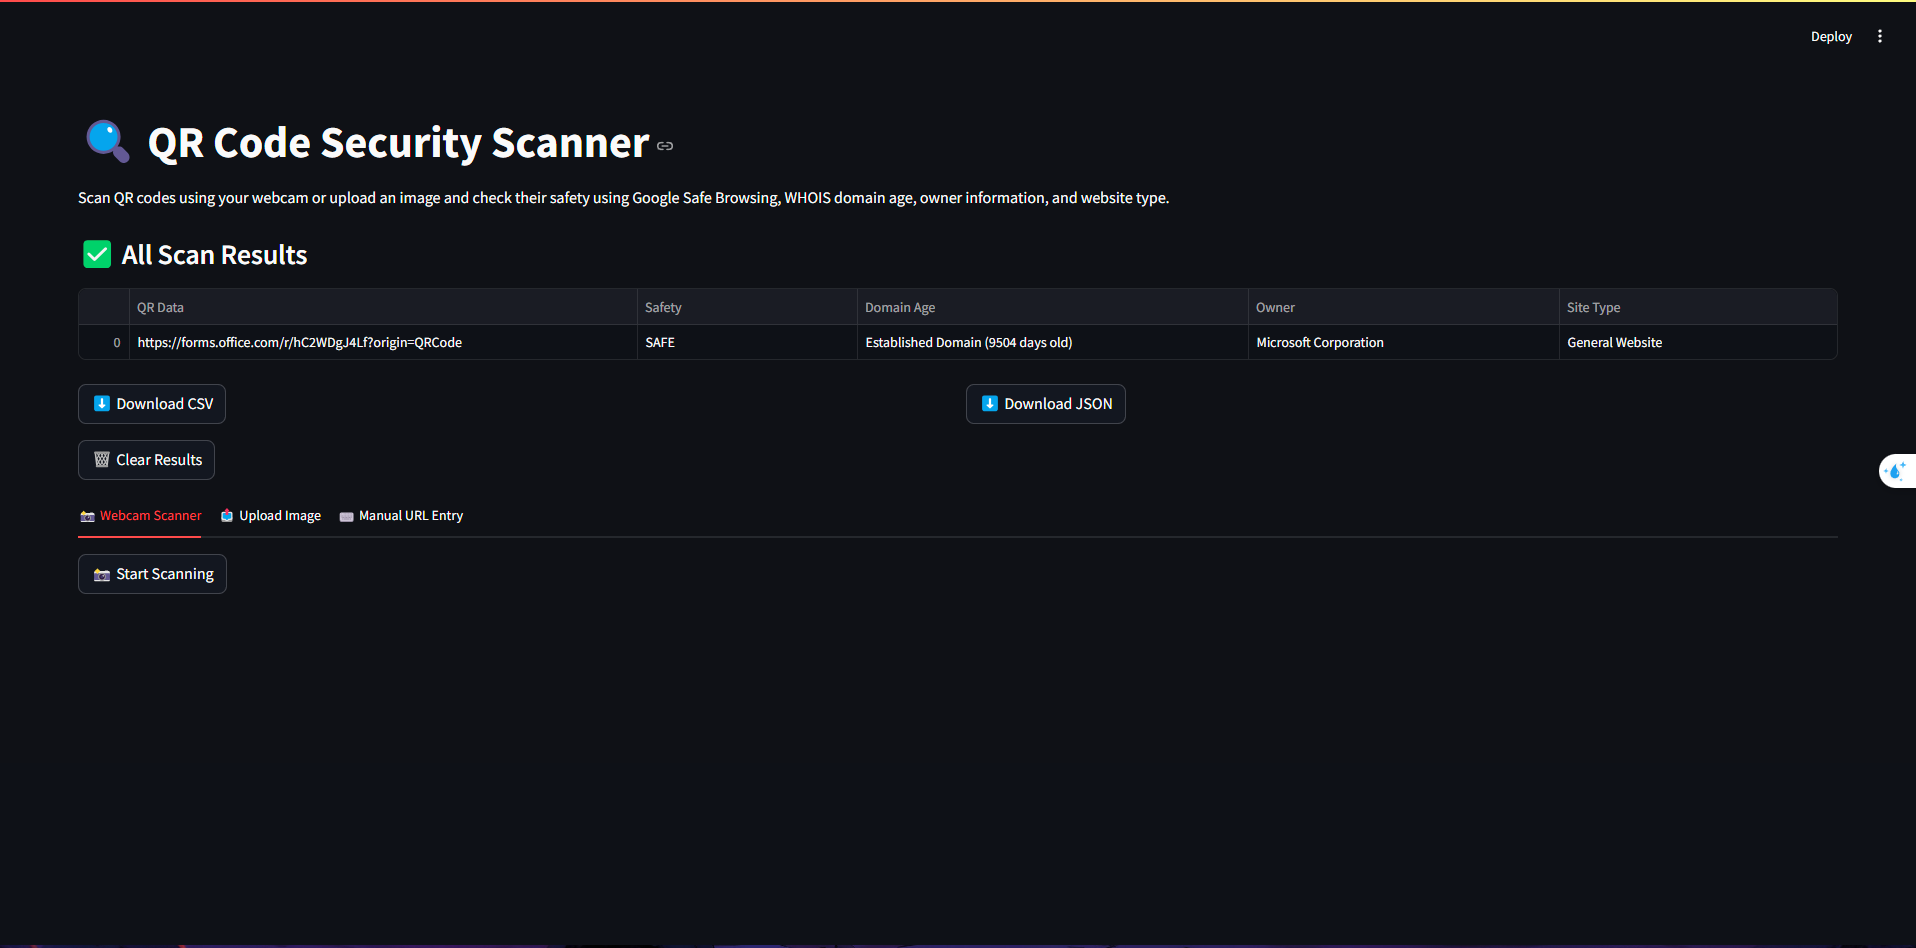 Deploy
QR Code Security Scanner
Scan QR codes using your webcam or upload an image and check their safety using Google Safe Browsing, WHOIS domain age, owner information, and website type.
All Scan Results
QR Data Safety Domain Age Owner Site Type
0 https://forms.office.com/r/hC2WDgJ4Lf?origin=QRCode SAFE Established Domain (9504 days old) Microsoft Corporation General Website
Download CSV Download JSON
Clear Results
Webcam Scanner Upload Image Manual URL Entry
Start Scanning